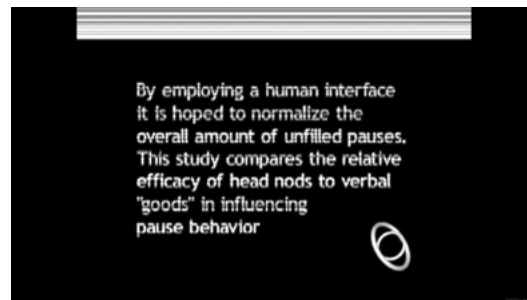 By employing a human interface
it is hoped to normalize the
overall amount of unfilled pauses.
This study compares the relative
efficacy of head nods to verbal
"goods" in influencing
pause behavior